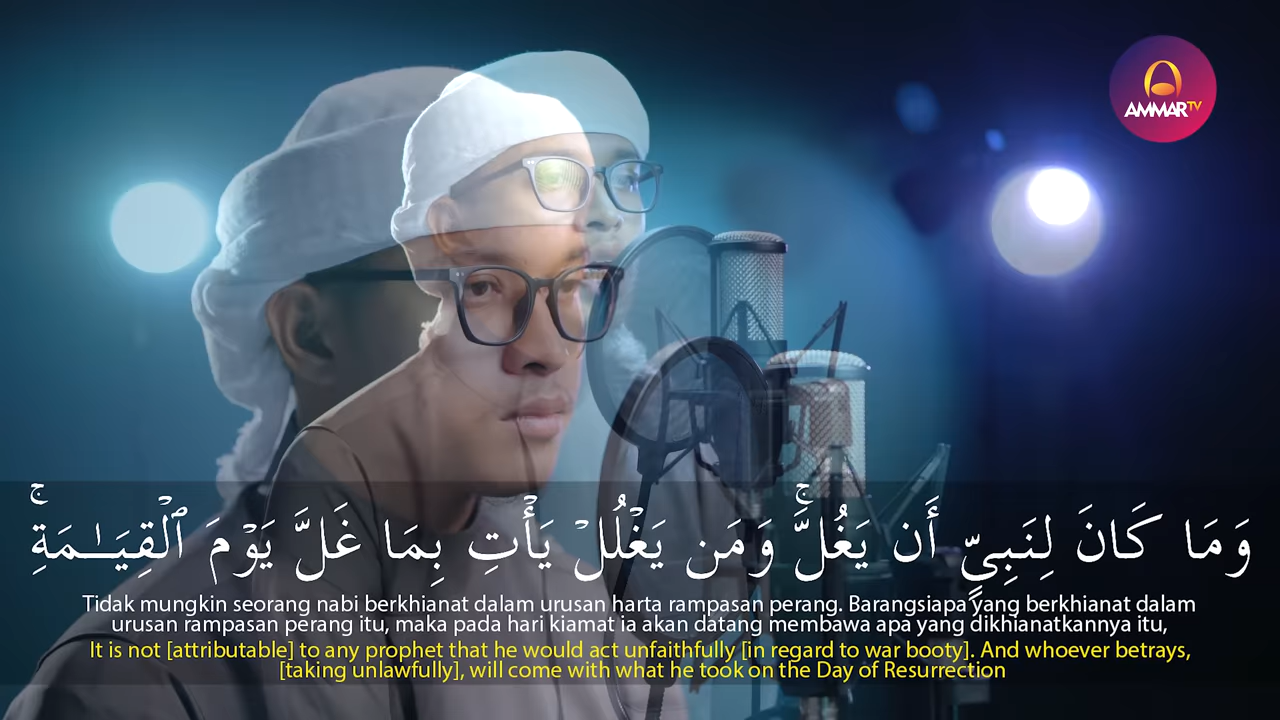 AMMAR TV
وَمَا كَانَ لِنَبِىٍّ أَن يَغُلَّ ۚ وَمَن يَغْلُلْ يَأْتِ بِمَا غَلَّ يَوْمَ ٱلْقِيَـٰمَةِ ۚ
Tidak mungkin seorang nabi berkhianat dalam urusan harta rampasan perang. Barangsiapa yang berkhianat dalam
urusan rampasan perang itu, maka pada hari kiamat ia akan datang membawa apa yang dikhianatkannya itu,
It is not [attributable] to any prophet that he would act unfaithfully [in regard to war booty]. And whoever betrays,
[taking unlawfully], will come with what he took on the Day of Resurrection